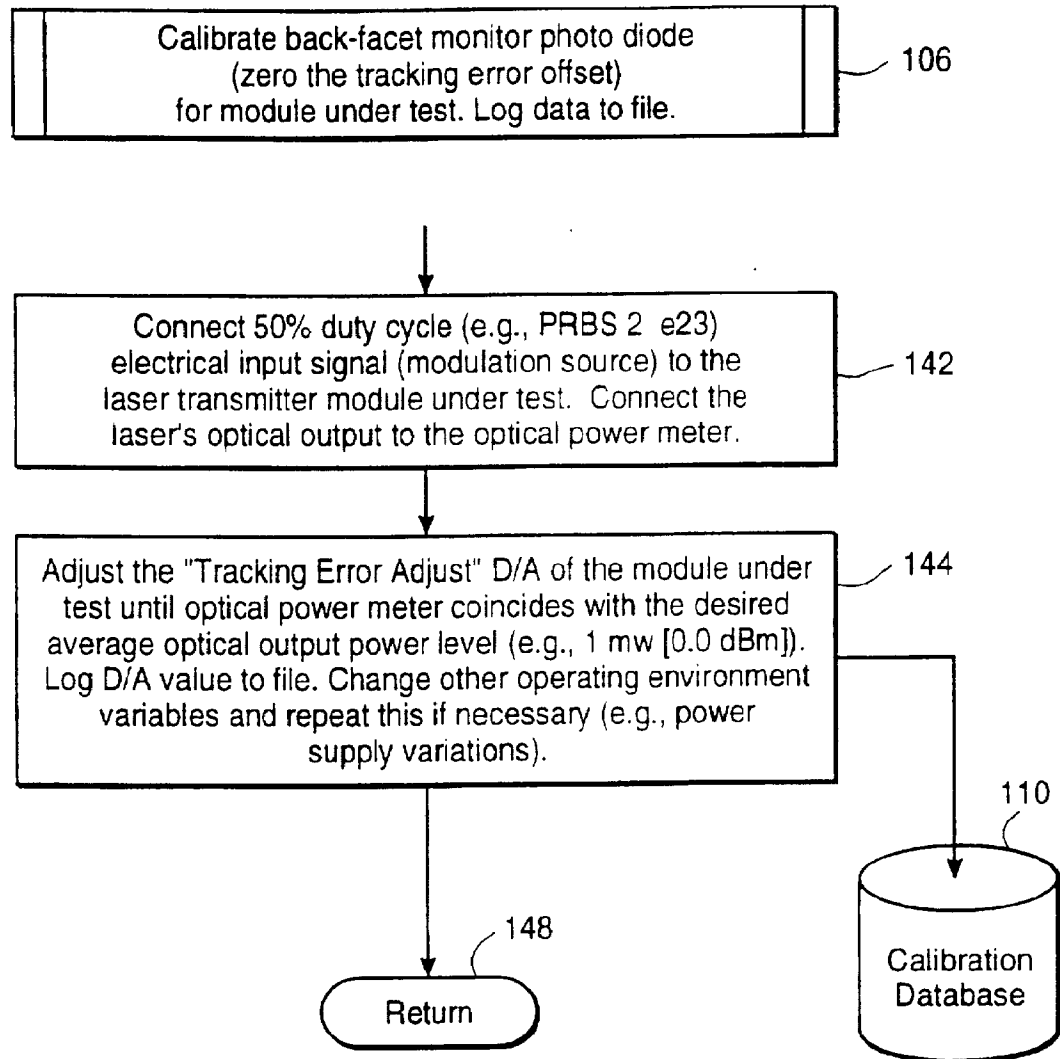 Calibrate back-facet monitor photo diode
(zero the tracking error offset)
for module under test. Log data to file.
106
Connect 50% duty cycle (e.g., PRBS 2 e23)
electrical input signal (modulation source) to the
laser transmitter module under test. Connect the
laser's optical output to the optical power meter.
142
Adjust the "Tracking Error Adjust" D/A of the module under
test until optical power meter coincides with the desired
average optical output power level (e.g., 1 mw [0.0 dBm]).
Log D/A value to file. Change other operating environment
variables and repeat this if necessary (e.g., power
supply variations).
144
110
Calibration
Database
148
Return